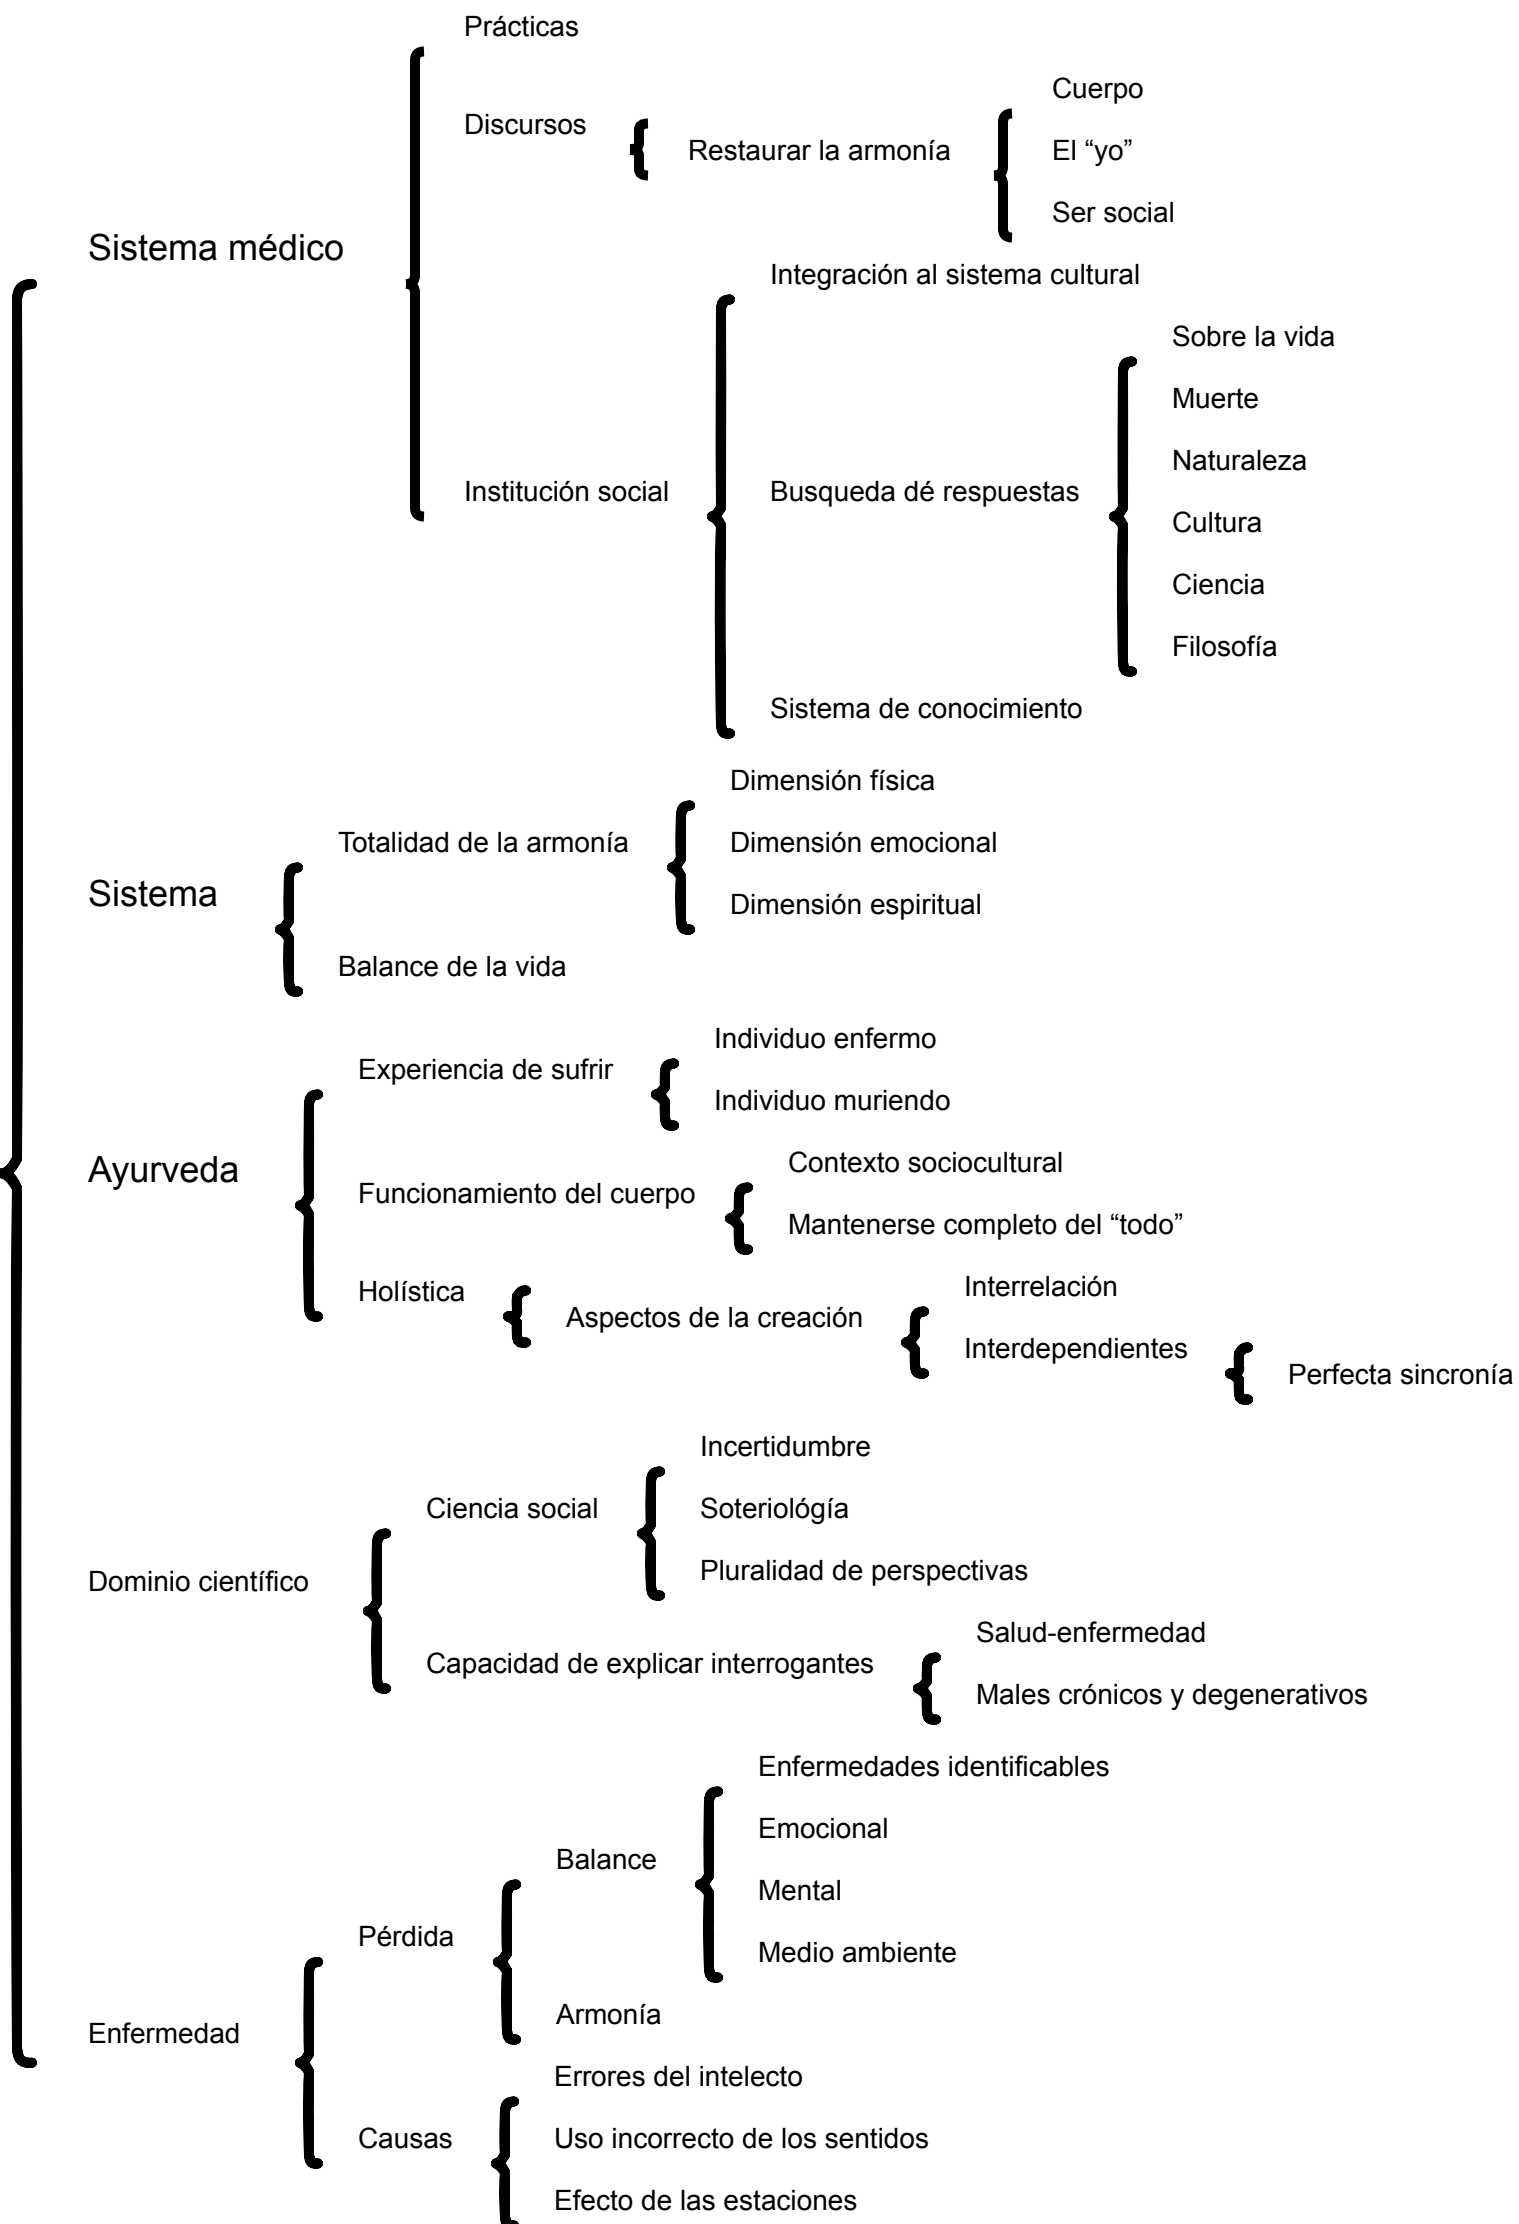 Prácticas
Cuerpo
Discursos
Restaurar la armonía
El “yo”
Ser social
Sistema médico
Integración al sistema cultural
Sobre la vida
Muerte
Naturaleza
Institución social
Busqueda dé respuestas
Cultura
Ciencia
Filosofía
Sistema de conocimiento
Dimensión física
Totalidad de la armonía
Dimensión emocional
Sistema
Dimensión espiritual
Balance de la vida
Individuo enfermo
Experiencia de sufrir
Individuo muriendo
Ayurveda
Contexto sociocultural
Funcionamiento del cuerpo
Mantenerse completo del “todo”
Holística
Interrelación
Aspectos de la creación
Interdependientes
Perfecta sincronía
Incertidumbre
Ciencia social
Soteriológía
Pluralidad de perspectivas
Dominio científico
Salud-enfermedad
Capacidad de explicar interrogantes
Males crónicos y degenerativos
Enfermedades identificables
Emocional
Balance
Mental
Pérdida
Medio ambiente
Armonía
Enfermedad
Errores del intelecto
Causas
Uso incorrecto de los sentidos
Efecto de las estaciones